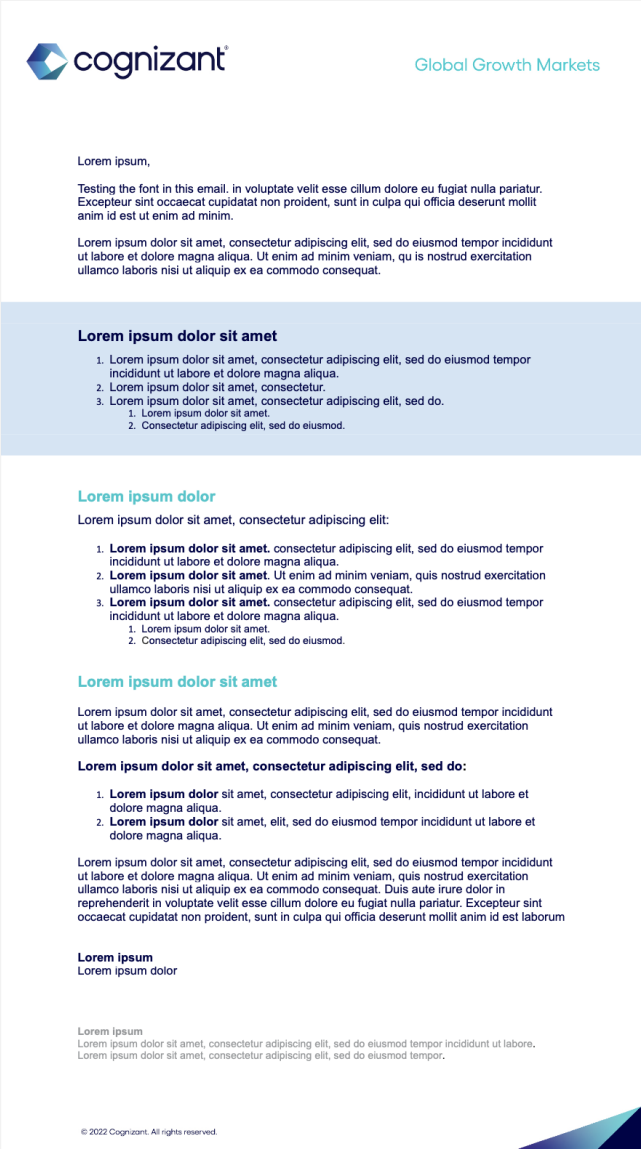 cognizant®
Global Growth Markets
Lorem ipsum,
Testing the font in this email. in voluptate velit esse cillum dolore eu fugiat nulla pariatur.
Excepteur sint occaecat cupidatat non proident, sunt in culpa qui officia deserunt mollit
anim id est ut enim ad minim.
Lorem ipsum dolor sit amet, consectetur adipiscing elit, sed do eiusmod tempor incididunt
ut labore et dolore magna aliqua. Ut enim ad minim veniam, qu is nostrud exercitation
ullamco laboris nisi ut aliquip ex ea commodo consequat.
Lorem ipsum dolor sit amet
1. Lorem ipsum dolor sit amet, consectetur adipiscing elit, sed do eiusmod tempor
incididunt ut labore et dolore magna aliqua.
2. Lorem ipsum dolor sit amet, consectetur.
3. Lorem ipsum dolor sit amet, consectetur adipiscing elit, sed do.
1. Lorem ipsum dolor sit amet.
2. Consectetur adipiscing elit, sed do eiusmod.
Lorem ipsum dolor
Lorem ipsum dolor sit amet, consectetur adipiscing elit:
1. Lorem ipsum dolor sit amet. consectetur adipiscing elit, sed do eiusmod tempor
incididunt ut labore et dolore magna aliqua.
2. Lorem ipsum dolor sit amet. Ut enim ad minim veniam, quis nostrud exercitation
ullamco laboris nisi ut aliquip ex ea commodo consequat.
3. Lorem ipsum dolor sit amet. consectetur adipiscing elit, sed do eiusmod tempor
incididunt ut labore et dolore magna aliqua.
1. Lorem ipsum dolor sit amet.
2. Consectetur adipiscing elit, sed do eiusmod.
Lorem ipsum dolor sit amet
Lorem ipsum dolor sit amet, consectetur adipiscing elit, sed do eiusmod tempor incididunt
ut labore et dolore magna aliqua. Ut enim ad minim veniam, quis nostrud exercitation
ullamco laboris nisi ut aliquip ex ea commodo consequat.
Lorem ipsum dolor sit amet, consectetur adipiscing elit, sed do:
1. Lorem ipsum dolor sit amet, consectetur adipiscing elit, incididunt ut labore et
dolore magna aliqua.
2. Lorem ipsum dolor sit amet, elit, sed do eiusmod tempor incididunt ut labore et
dolore magna aliqua.
Lorem ipsum dolor sit amet, consectetur adipiscing elit, sed do eiusmod tempor incididunt
ut labore et dolore magna aliqua. Ut enim ad minim veniam, quis nostrud exercitation
ullamco laboris nisi ut aliquip ex ea commodo consequat. Duis aute irure dolor in
reprehenderit in voluptate velit esse cillum dolore eu fugiat nulla pariatur. Excepteur sint
occaecat cupidatat non proident, sunt in culpa qui officia deserunt mollit anim id est laborum
Lorem ipsum
Lorem ipsum dolor
Lorem ipsum
Lorem ipsum dolor sit amet, consectetur adipiscing elit, sed do eiusmod tempor incididunt ut labore.
Lorem ipsum dolor sit amet, consectetur adipiscing elit, sed do eiusmod tempor.
© 2022 Cognizant. All rights reserved.